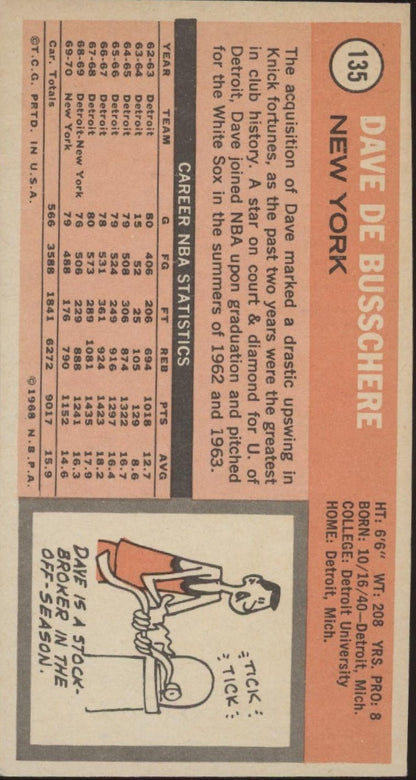 135
DAVE DE BUSSCHERE
NEW YORK
HT: 6'6" WT: 208 YRS. PRO: 8
BORN: 10/16/40—Detroit, Mich.
COLLEGE: Detroit University
HOME: Detroit, Mich.
The acquisition of Dave marked a drastic upswing in
Knick fortunes, as the past two years were the greatest
in club history. A star on court & diamond for U. of
Detroit, Dave joined NBA upon graduation and pitched
for the White Sox in the summers of 1962 and 1963.
CAREER NBA STATISTICS
YEAR TEAM G FG FT REB PTS AVG
62-63 Detroit 80 406 206 694 1018 12.7
63-64 Detroit 15 52 25 105 129 8.6
64-65 Detroit 79 508 306 874 1322 16.7
65-66 Detroit 79 524 249 916 1297 16.4
66-67 Detroit 78 531 361 924 1423 18.2
67-68 Detroit 80 573 289 1081 1435 17.9
68-69 Detroit-New York 76 506 229 888 1241 16.3
69-70 New York 79 488 176 790 1152 14.6
Car. Totals 566 3588 1841 6272 9017 15.9
©T.C.G. PRTD. IN U.S.A. ©1968 N.B.P.A.
TICK
TICK
DAVE IS A STOCK-
BROKER IN THE
OFF-SEASON.